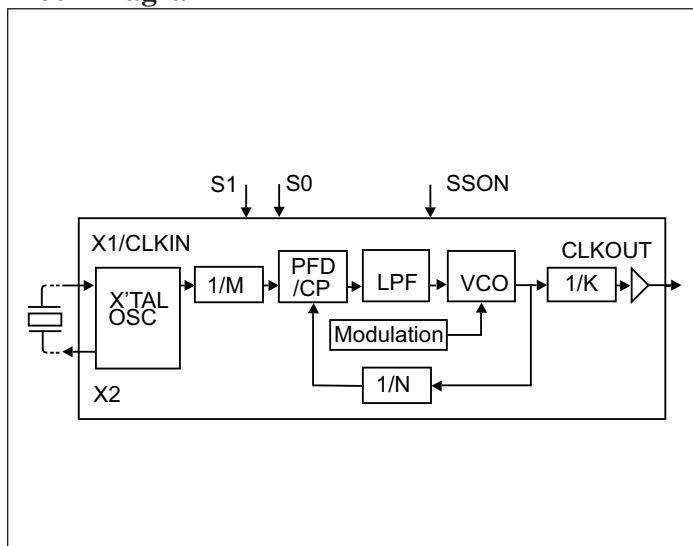 S1
S0
SSON
X1/CLKIN
CLKOUT
X'TAL
OSC
1/M
PFD
/CP
LPF
VCO
1/K
Modulation
1/N
X2